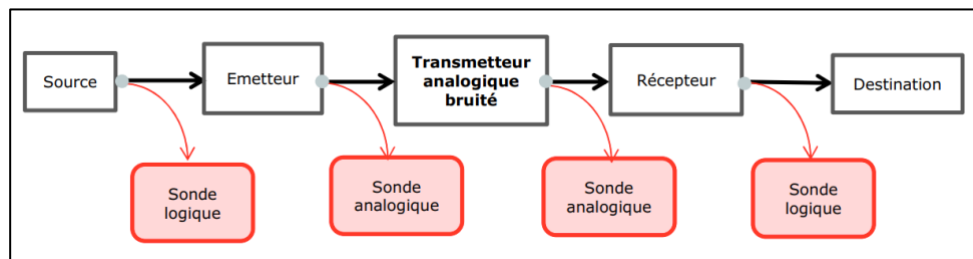 Source
Emetteur
Transmetteur
analogique
bruité
Récepteur
Destination
Sonde
logique
Sonde
analogique
Sonde
analogique
Sonde
logique